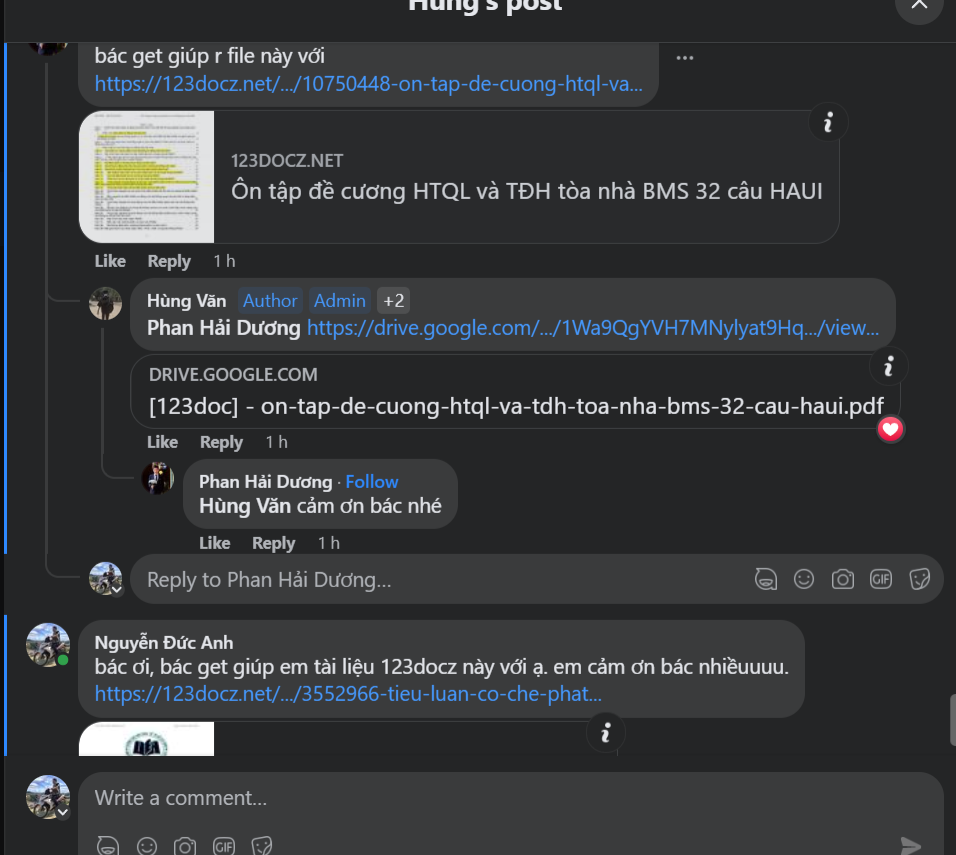 Hùng's post
bác get giúp r file này với
https://123docz.net/.../10750448-on-tap-de-cuong-htql-va...
123DOCZ.NET
Ôn tập đề cương HTQL và TĐH tòa nhà BMS 32 câu HAUI
Like Reply 1 h
Hùng Văn Author Admin +2
Phan Hải Dương https://drive.google.com/.../1Wa9QgYVH7MNylyat9Hq.../view...
DRIVE.GOOGLE.COM
[123doc] - on-tap-de-cuong-htql-va-tdh-toa-nha-bms-32-cau-haui.pdf
Like Reply 1 h
Phan Hải Dương · Follow
Hùng Văn cảm ơn bác nhé
Like Reply 1 h
Reply to Phan Hải Dương...
GIF
Nguyễn Đức Anh
bác ơi, bác get giúp em tài liệu 123docz này với ạ. em cảm ơn bác nhiềuuuu.
https://123docz.net/.../3552966-tieu-luan-co-che-phat...
Write a comment...
GIF